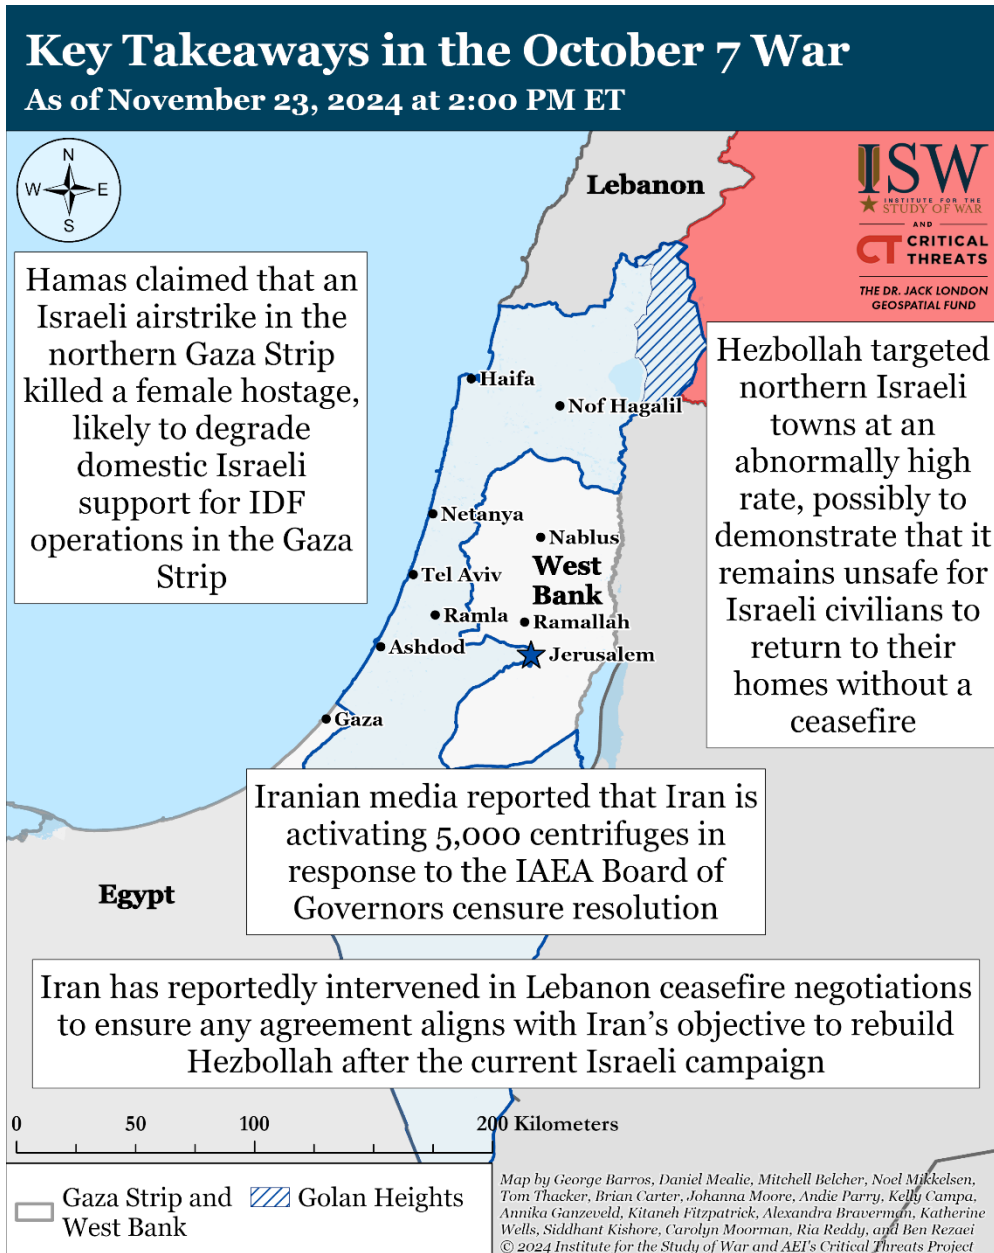 Key Takeaways in the October 7 War
As of November 23, 2024 at 2:00 PM ET
N
W
E
S
Lebanon
ISW
INSTITUTE FOR THE
STUDY OF WAR
AND
CT CRITICAL
THREATS
THE DR. JACK LONDON
GEOSPATIAL FUND
Hamas claimed that an
Israeli airstrike in the
northern Gaza Strip
killed a female hostage,
likely to degrade
domestic Israeli
support for IDF
operations in the Gaza
Strip
Hezbollah targeted
northern Israeli
towns at an
abnormally high
rate, possibly to
demonstrate that it
remains unsafe for
Israeli civilians to
return to their
homes without a
ceasefire
Haifa
Nof Hagalil
Netanya
Nablus
West
Bank
Tel Aviv
Ramla
Ramallah
Ashdod
Jerusalem
Gaza
Iranian media reported that Iran is
activating 5,000 centrifuges in
response to the IAEA Board of
Governors censure resolution
Egypt
Iran has reportedly intervened in Lebanon ceasefire negotiations
to ensure any agreement aligns with Iran's objective to rebuild
Hezbollah after the current Israeli campaign
0 50 100 200 Kilometers
Gaza Strip and
West Bank
Golan Heights
Map by George Barros, Daniel Mealie, Mitchell Belcher, Noel Mikkelsen,
Tom Thacker, Brian Carter, Johanna Moore, Andie Parry, Kelly Campa,
Annika Ganzeveld, Kitaneh Fitzpatrick, Alexandra Braverman, Katherine
Wells, Siddhant Kishore, Carolyn Moorman, Ria Reddy, and Ben Rezaei
© 2024 Institute for the Study of War and AEI's Critical Threats Project